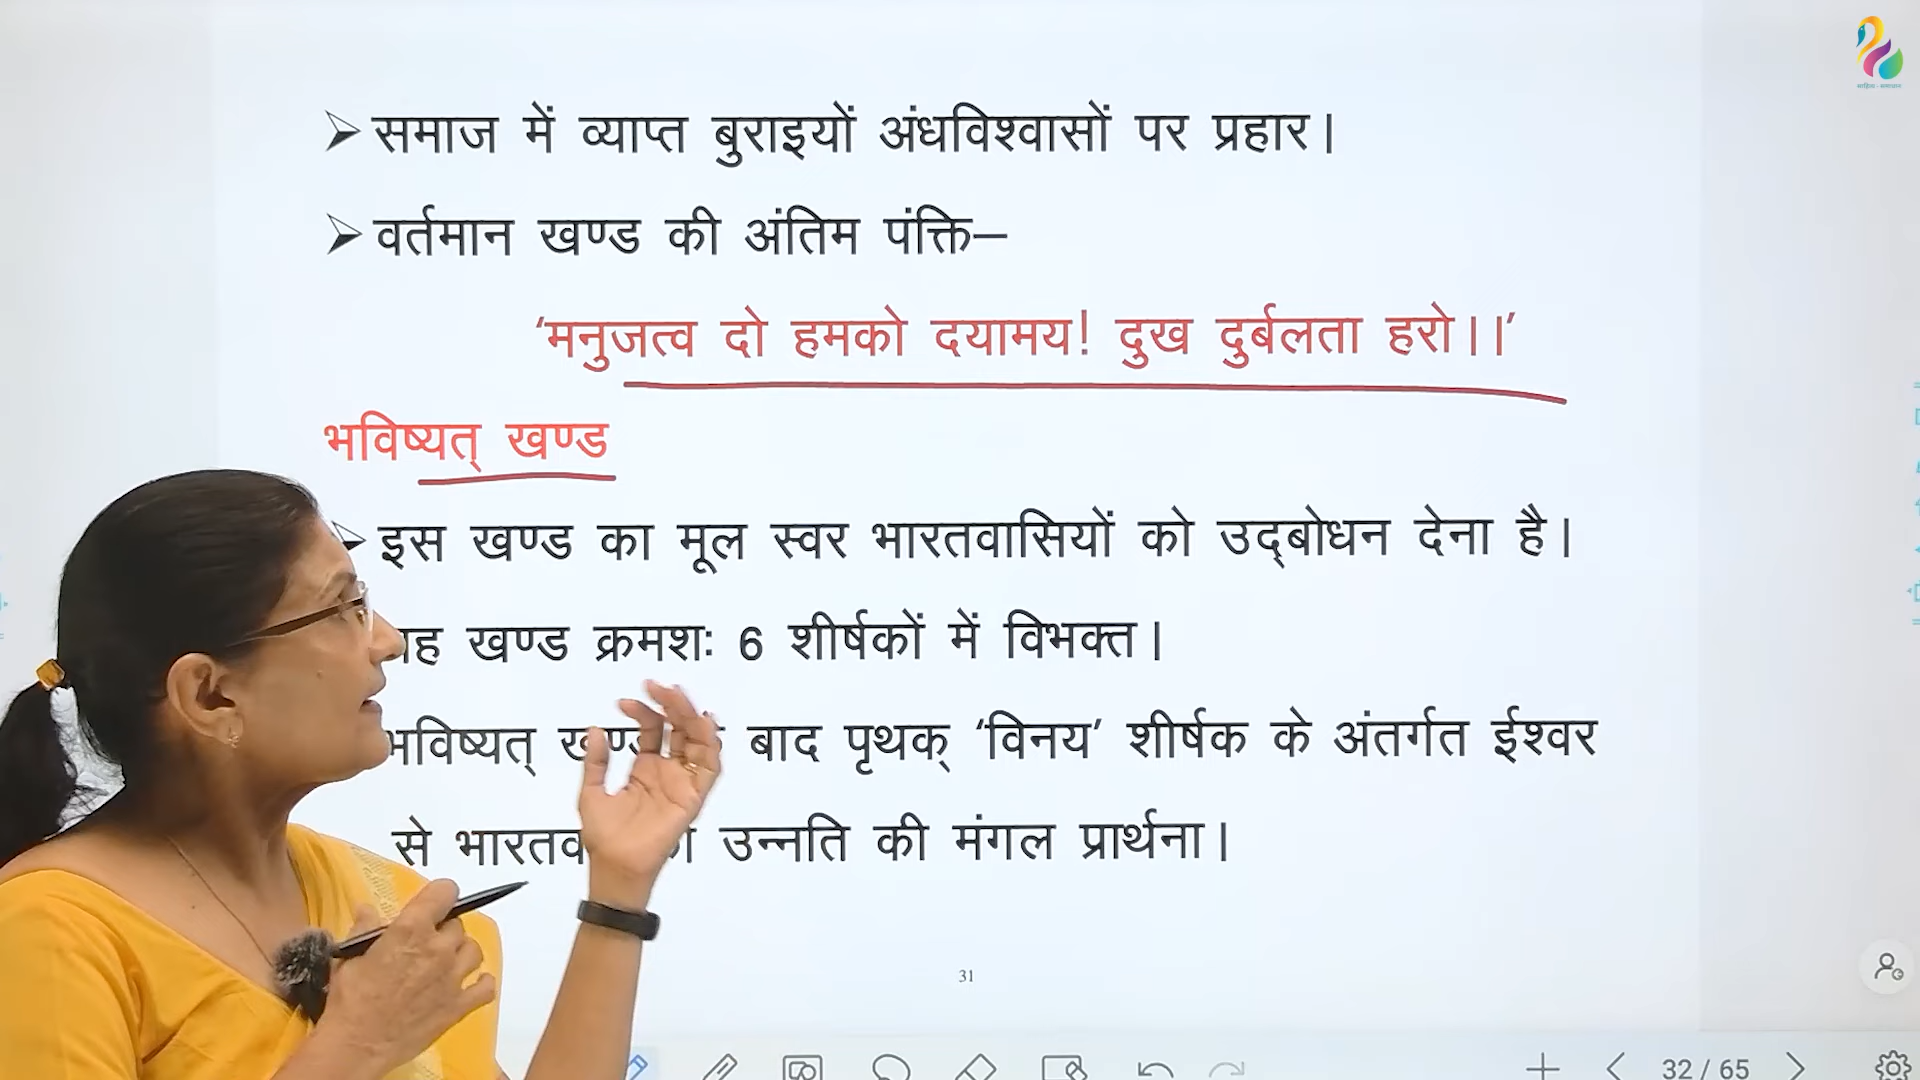 समाज में व्याप्त बुराइयों अंधविश्वासों पर प्रहार।
वर्तमान खण्ड की अंतिम पंक्ति–
‘मनुजत्व दो हमको दयामय! दुख दुर्बलता हरो।।’
भविष्यत् खण्ड
इस खण्ड का मूल स्वर भारतवासियों को उद्बोधन देना है।
खण्ड क्रमशः 6 शीर्षकों में विभक्त।
भविष्यत् बाद पृथक् ‘विनय’ शीर्षक के अंतर्गत ईश्वर
से उन्नति की मंगल प्रार्थना।
31
32 / 65